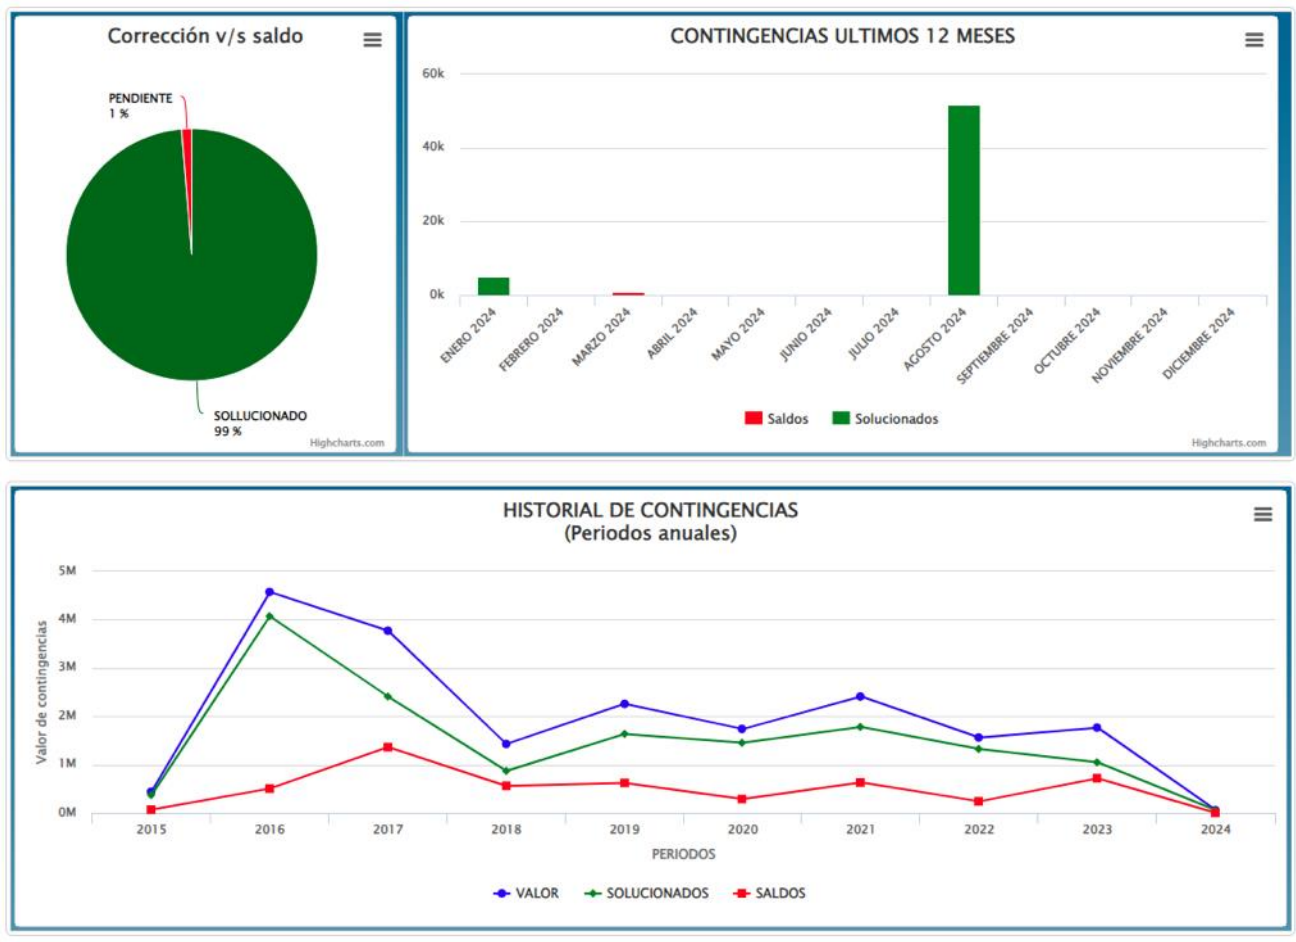 Corrección v/s saldo
PENDIENTE
1 %
SOLLUCIONADO
99 %
Highcharts.com
CONTINGENCIAS ULTIMOS 12 MESES
60k
40k
20k
0k
ENERO 2024
FEBRERO 2024
MARZO 2024
ABRIL 2024
MAYO 2024
JUNIO 2024
JULIO 2024
AGOSTO 2024
SEPTIEMBRE 2024
OCTUBRE 2024
NOVIEMBRE 2024
DICIEMBRE 2024
Saldos
Solucionados
Highcharts.com
HISTORIAL DE CONTINGENCIAS
(Periodos anuales)
Valor de contingencias
5M
4M
3M
2M
1M
0M
2015
2016
2017
2018
2019
2020
2021
2022
2023
2024
PERIODOS
VALOR
SOLUCIONADOS
SALDOS